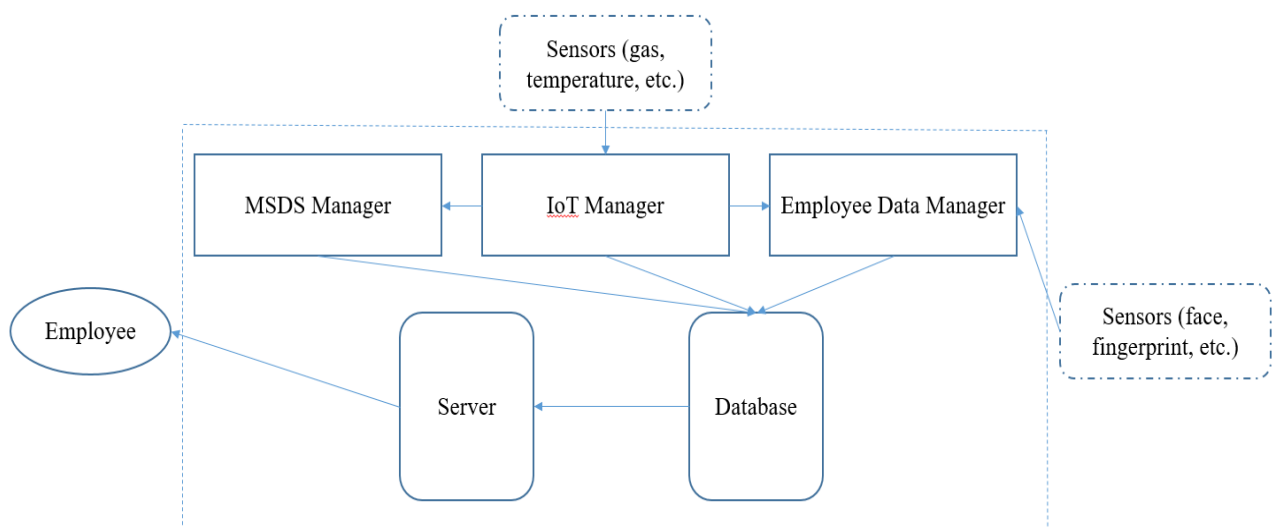 Sensors (gas,
temperature, etc.)
MSDS Manager
IoT Manager
Employee Data Manager
Employee
Server
Database
Sensors (face,
fingerprint, etc.)